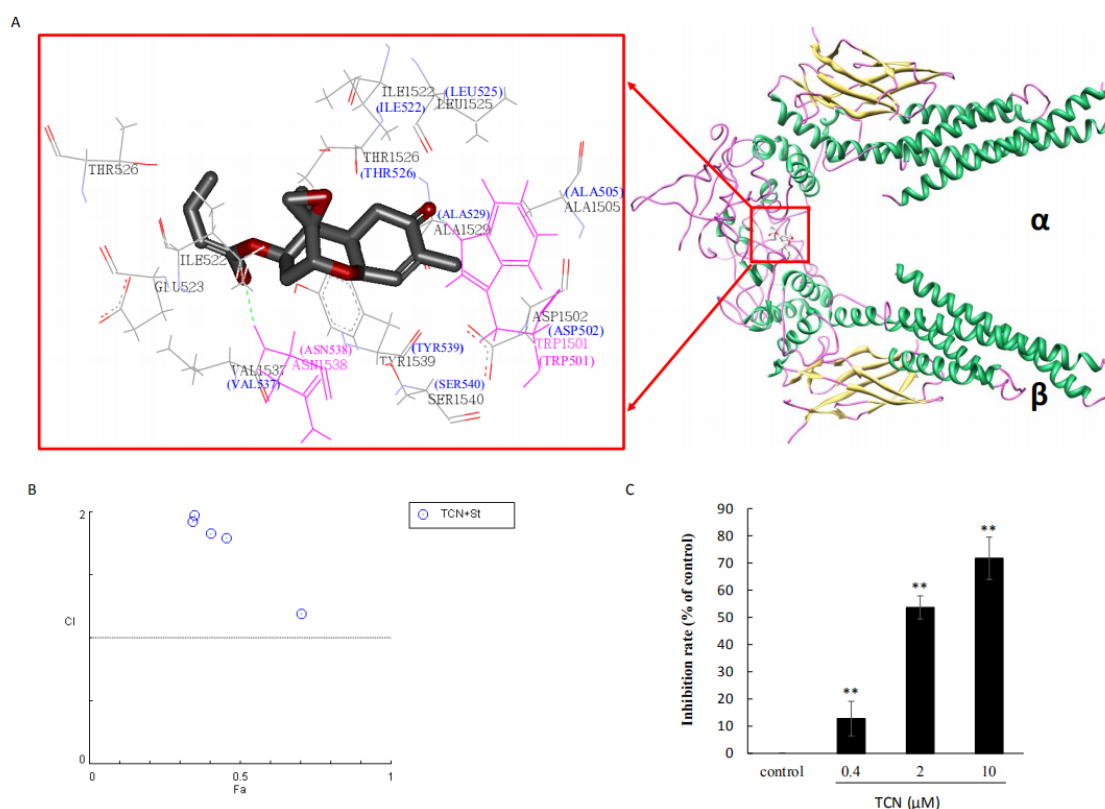 A
ILE1522
(LEU525)
(ILE522)
LEU1525
THR526
THR1526
(THR526)
(ALA505)
ALA1505
(ALA529)
ALA1529
α
ILE522
GLU523
ASP1502
(ASN538)
(TYR539)
(ASP502)
ASN1538
TYR1539
TRP1501
VAL1537
(TRP501)
(VAL537)
(SER540)
SER1540
β
B
TCN+St
2
CI
0
0
0.5
1
Fa
C
Inhibition rate (% of control)
90
80
70
60
50
40
30
20
10
0
**
**
**
control
0.4
2
10
TCN (μM)